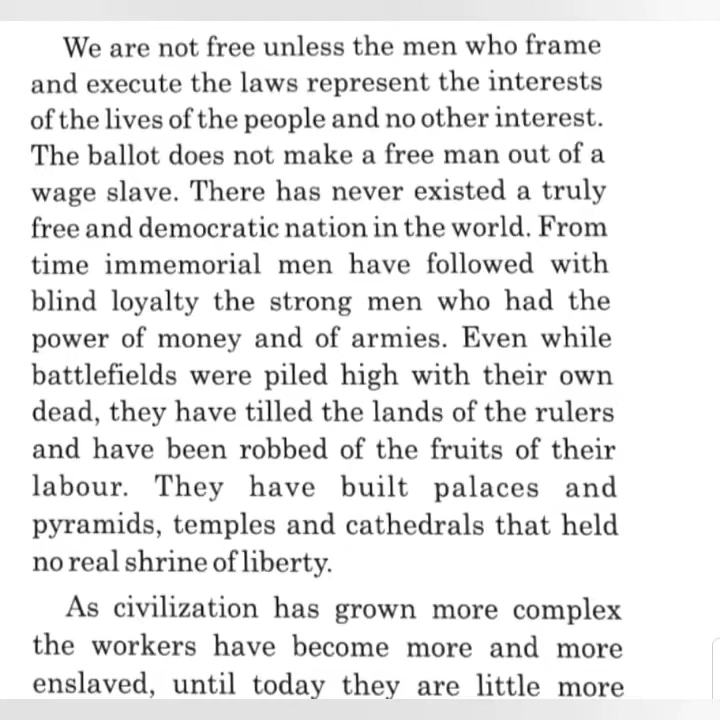 We are not free unless the men who frame
and execute the laws represent the interests
of the lives of the people and no other interest.
The ballot does not make a free man out of a
wage slave. There has never existed a truly
free and democratic nation in the world. From
time immemorial men have followed with
blind loyalty the strong men who had the
power of money and of armies. Even while
battlefields were piled high with their own
dead, they have tilled the lands of the rulers
and have been robbed of the fruits of their
labour. They have built palaces and
pyramids, temples and cathedrals that held
no real shrine of liberty.
As civilization has grown more complex
the workers have become more and more
enslaved, until today they are little more